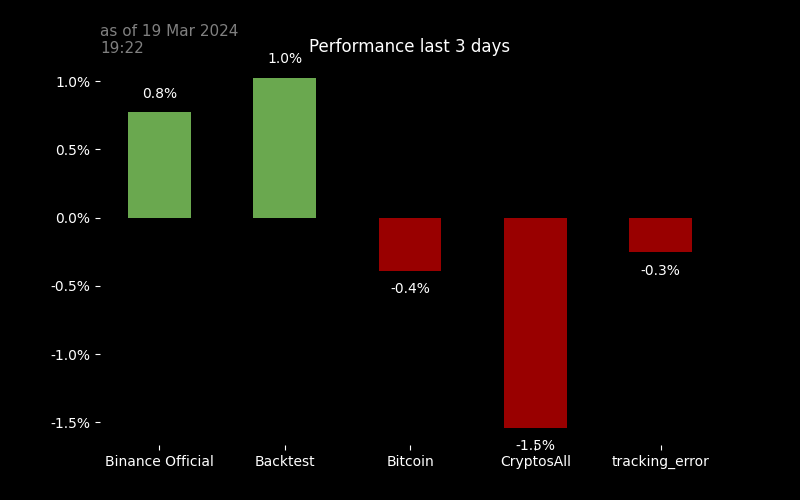 as of 19 Mar 2024
19:22
Performance last 3 days
1.0%
0.8%
1.0%
0.5%
0.0%
-0.5%
-0.4%
-0.3%
-1.0%
-1.5%
-1.5%
Binance Official
Backtest
Bitcoin
CryptosAll
tracking_error